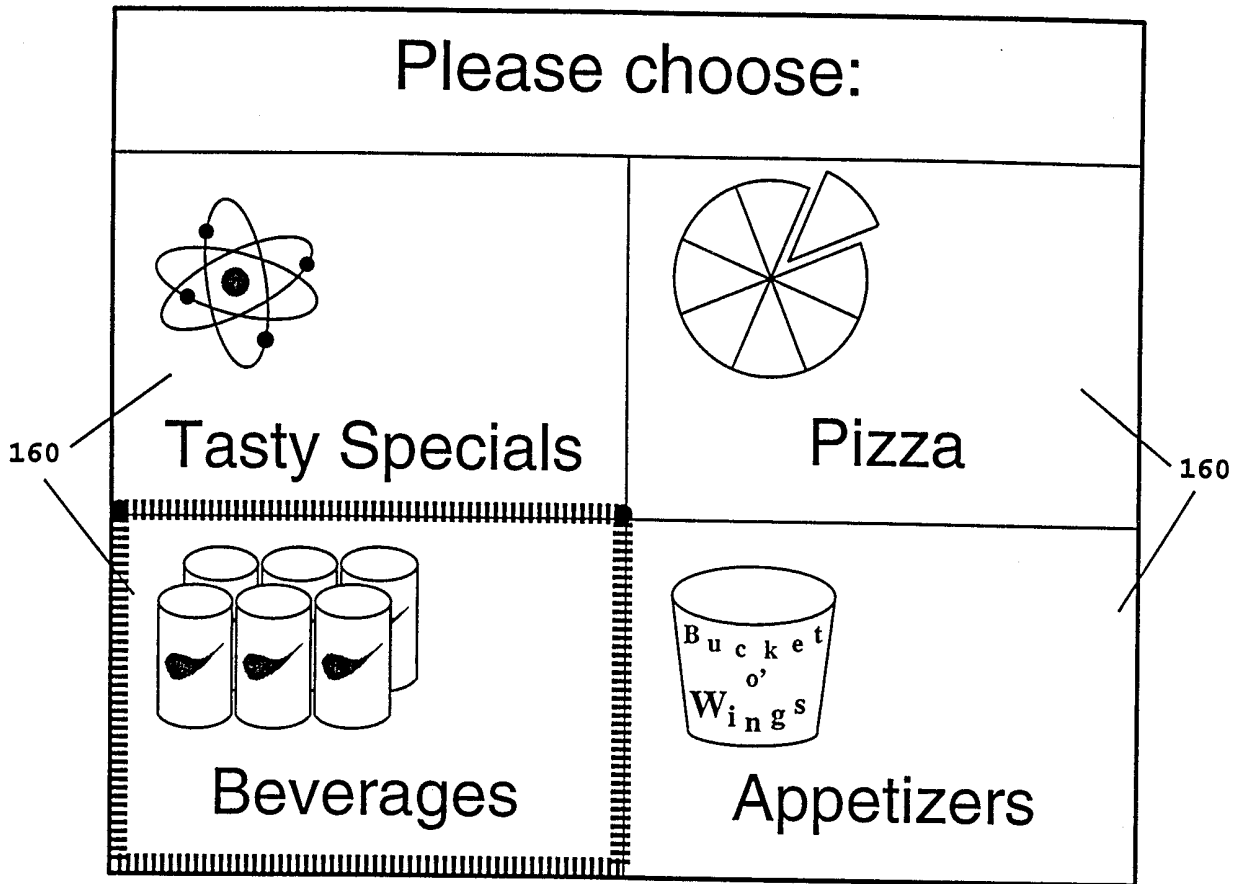 Please choose:
160
Tasty Specials
Pizza
160
Bucket
o'
Wings
Beverages
Appetizers